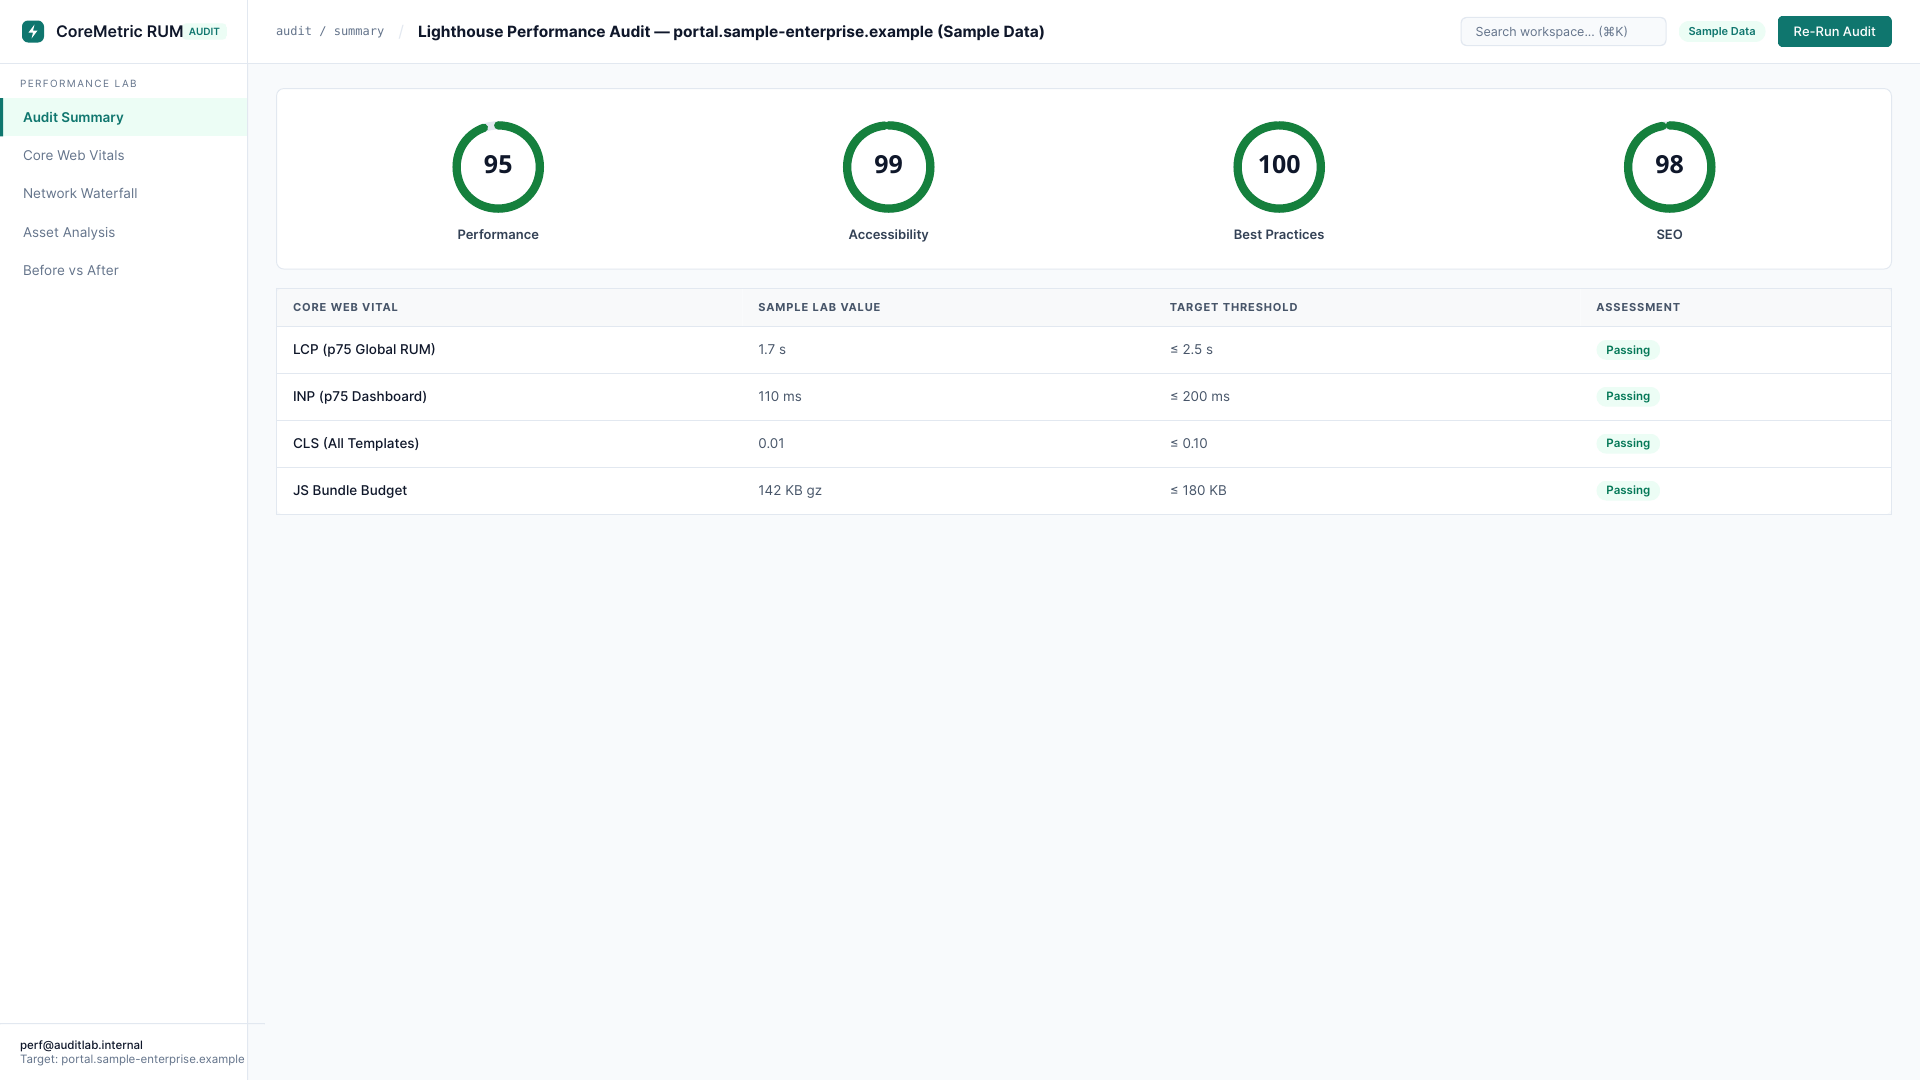 CoreMetric RUM AUDIT
audit / summary / Lighthouse Performance Audit — portal.sample-enterprise.example (Sample Data)
Search workspace... (⌘K)
Sample Data
Re-Run Audit
PERFORMANCE LAB
Audit Summary
Core Web Vitals
Network Waterfall
Asset Analysis
Before vs After
95 99 100 98
Performance Accessibility Best Practices SEO
CORE WEB VITAL SAMPLE LAB VALUE TARGET THRESHOLD ASSESSMENT
LCP (p75 Global RUM) 1.7 s ≤ 2.5 s Passing
INP (p75 Dashboard) 110 ms ≤ 200 ms Passing
CLS (All Templates) 0.01 ≤ 0.10 Passing
JS Bundle Budget 142 KB gz ≤ 180 KB Passing
perf@auditlab.internal
Target: portal.sample-enterprise.example